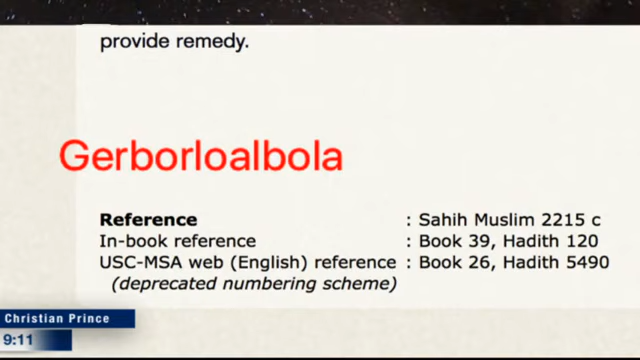 provide remedy.
Gerborloalbola
Reference : Sahih Muslim 2215 c
In-book reference : Book 39, Hadith 120
USC-MSA web (English) reference : Book 26, Hadith 5490
(deprecated numbering scheme)
Christian Prince
9:11